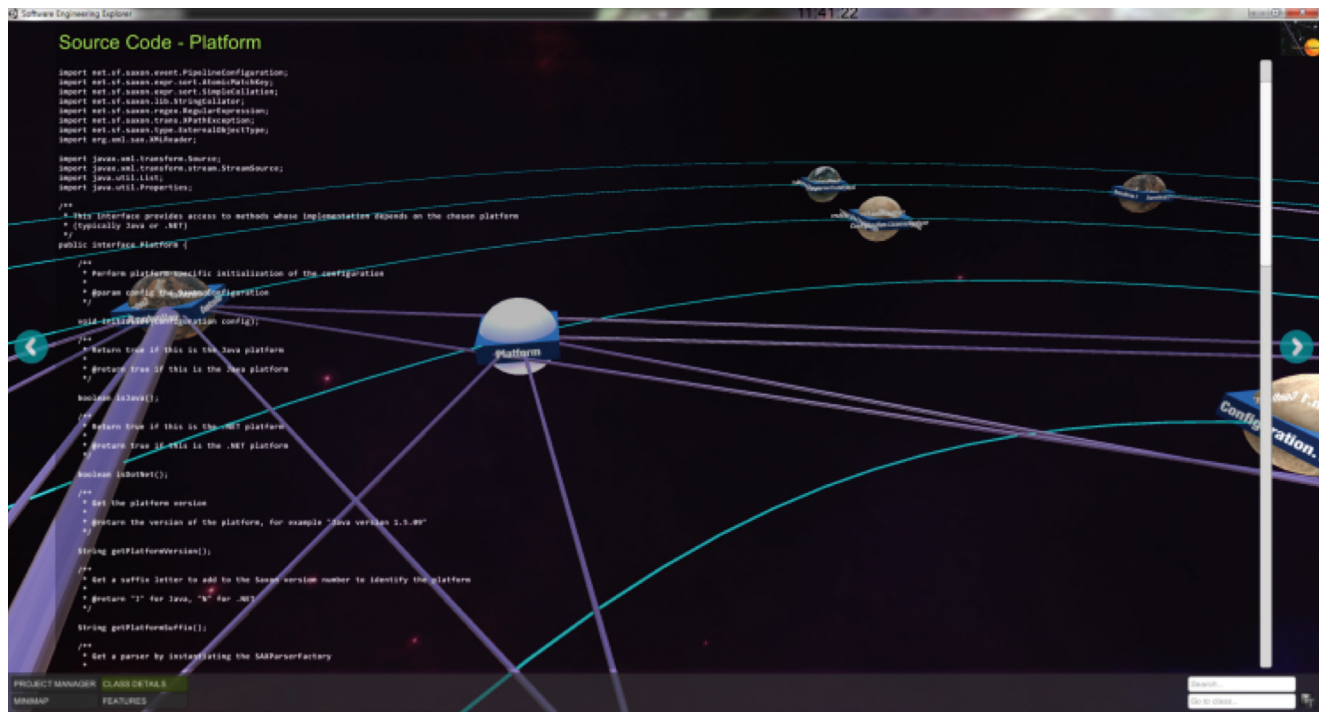 Software Engineering Explorer
11:41:22
Source Code - Platform
import net.sf.saxon.event.PipelineConfiguration;
import net.sf.saxon.expr.sort.AtomicMatchKey;
import net.sf.saxon.expr.sort.SimpleCollation;
import net.sf.saxon.lib.StringCollator;
import net.sf.saxon.regex.RegularExpression;
import net.sf.saxon.trans.XPathException;
import net.sf.saxon.type.ExternalObjectType;
import org.xml.sax.XMLReader;
import javax.xml.transform.Source;
import javax.xml.transform.stream.StreamSource;
import java.util.List;
import java.util.Properties;
/**
* This interface provides access to methods whose implementation depends on the chosen platform
* (typically Java or .NET)
*/
public interface Platform {
/**
* Perform platform-specific initialization of the configuration
*
* @param config the Saxon Configuration
*/
void initialize(Configuration config);
/**
* Return true if this is the Java platform
*
* @return true if this is the Java platform
*/
boolean isJava();
/**
* Return true if this is the .NET platform
*
* @return true if this is the .NET platform
*/
boolean isDotNet();
/**
* Get the platform version
*
* @return the version of the platform, for example "Java version 1.5.09"
*/
String getPlatformVersion();
/**
* Get a suffix letter to add to the Saxon version number to identify the platform
*
* @return "J" for Java, "N" for .NET
*/
String getPlatformSuffix();
/**
* Get a parser by instantiating the SAXParserFactory
*
Platform
Configuration.
PROJECT MANAGER CLASS DETAILS
MINIMAP FEATURES
Search...
Go to class...